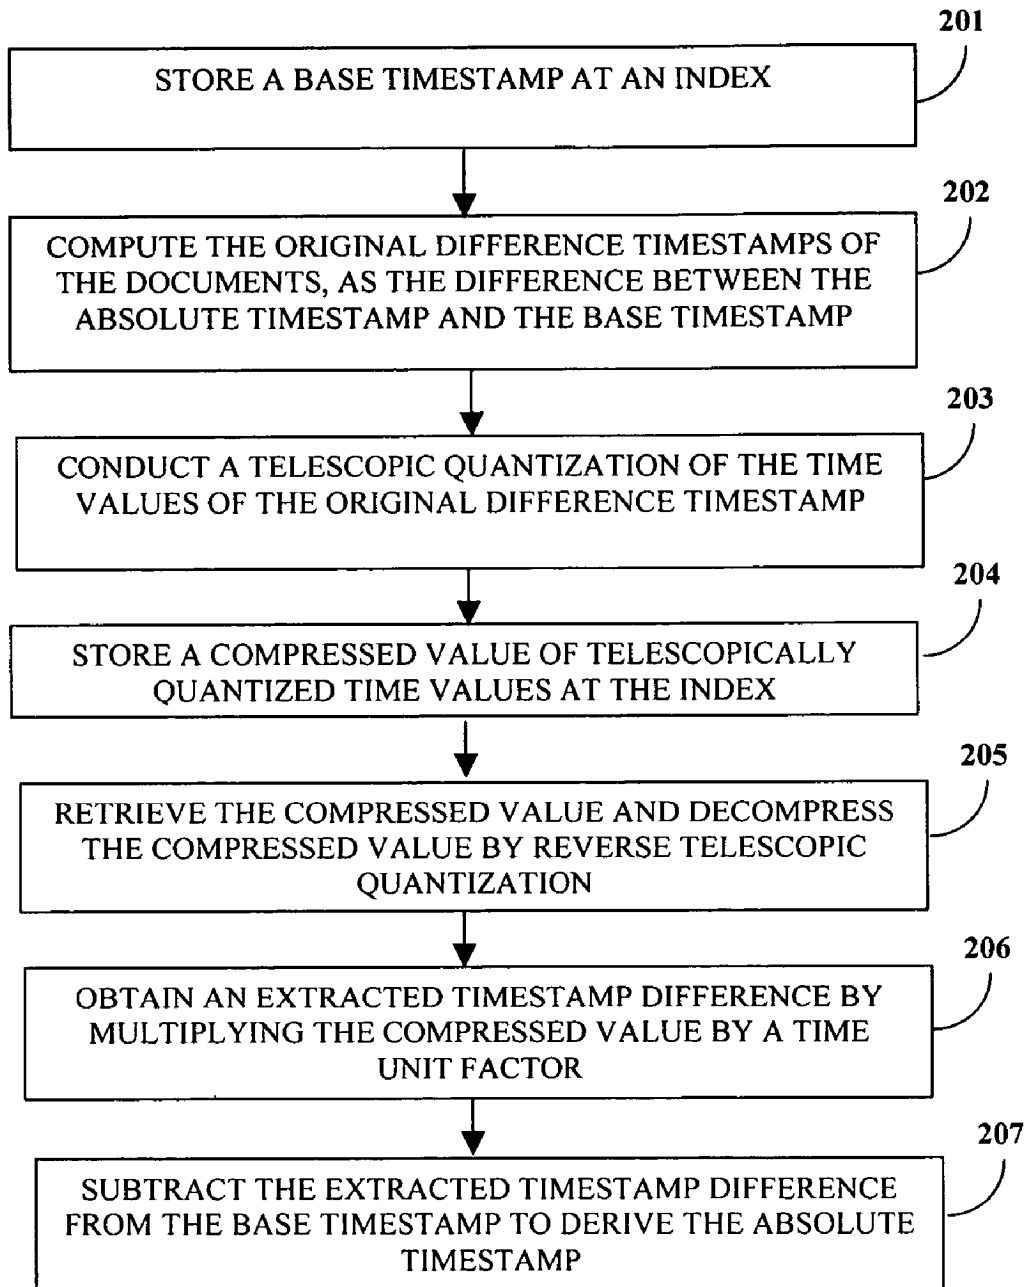 201
STORE A BASE TIMESTAMP AT AN INDEX
202
COMPUTE THE ORIGINAL DIFFERENCE TIMESTAMPS OF
THE DOCUMENTS, AS THE DIFFERENCE BETWEEN THE
ABSOLUTE TIMESTAMP AND THE BASE TIMESTAMP
203
CONDUCT A TELESCOPIC QUANTIZATION OF THE TIME
VALUES OF THE ORIGINAL DIFFERENCE TIMESTAMP
204
STORE A COMPRESSED VALUE OF TELESCOPICALLY
QUANTIZED TIME VALUES AT THE INDEX
205
RETRIEVE THE COMPRESSED VALUE AND DECOMPRESS
THE COMPRESSED VALUE BY REVERSE TELESCOPIC
QUANTIZATION
206
OBTAIN AN EXTRACTED TIMESTAMP DIFFERENCE BY
MULTIPLYING THE COMPRESSED VALUE BY A TIME
UNIT FACTOR
207
SUBTRACT THE EXTRACTED TIMESTAMP DIFFERENCE
FROM THE BASE TIMESTAMP TO DERIVE THE ABSOLUTE
TIMESTAMP